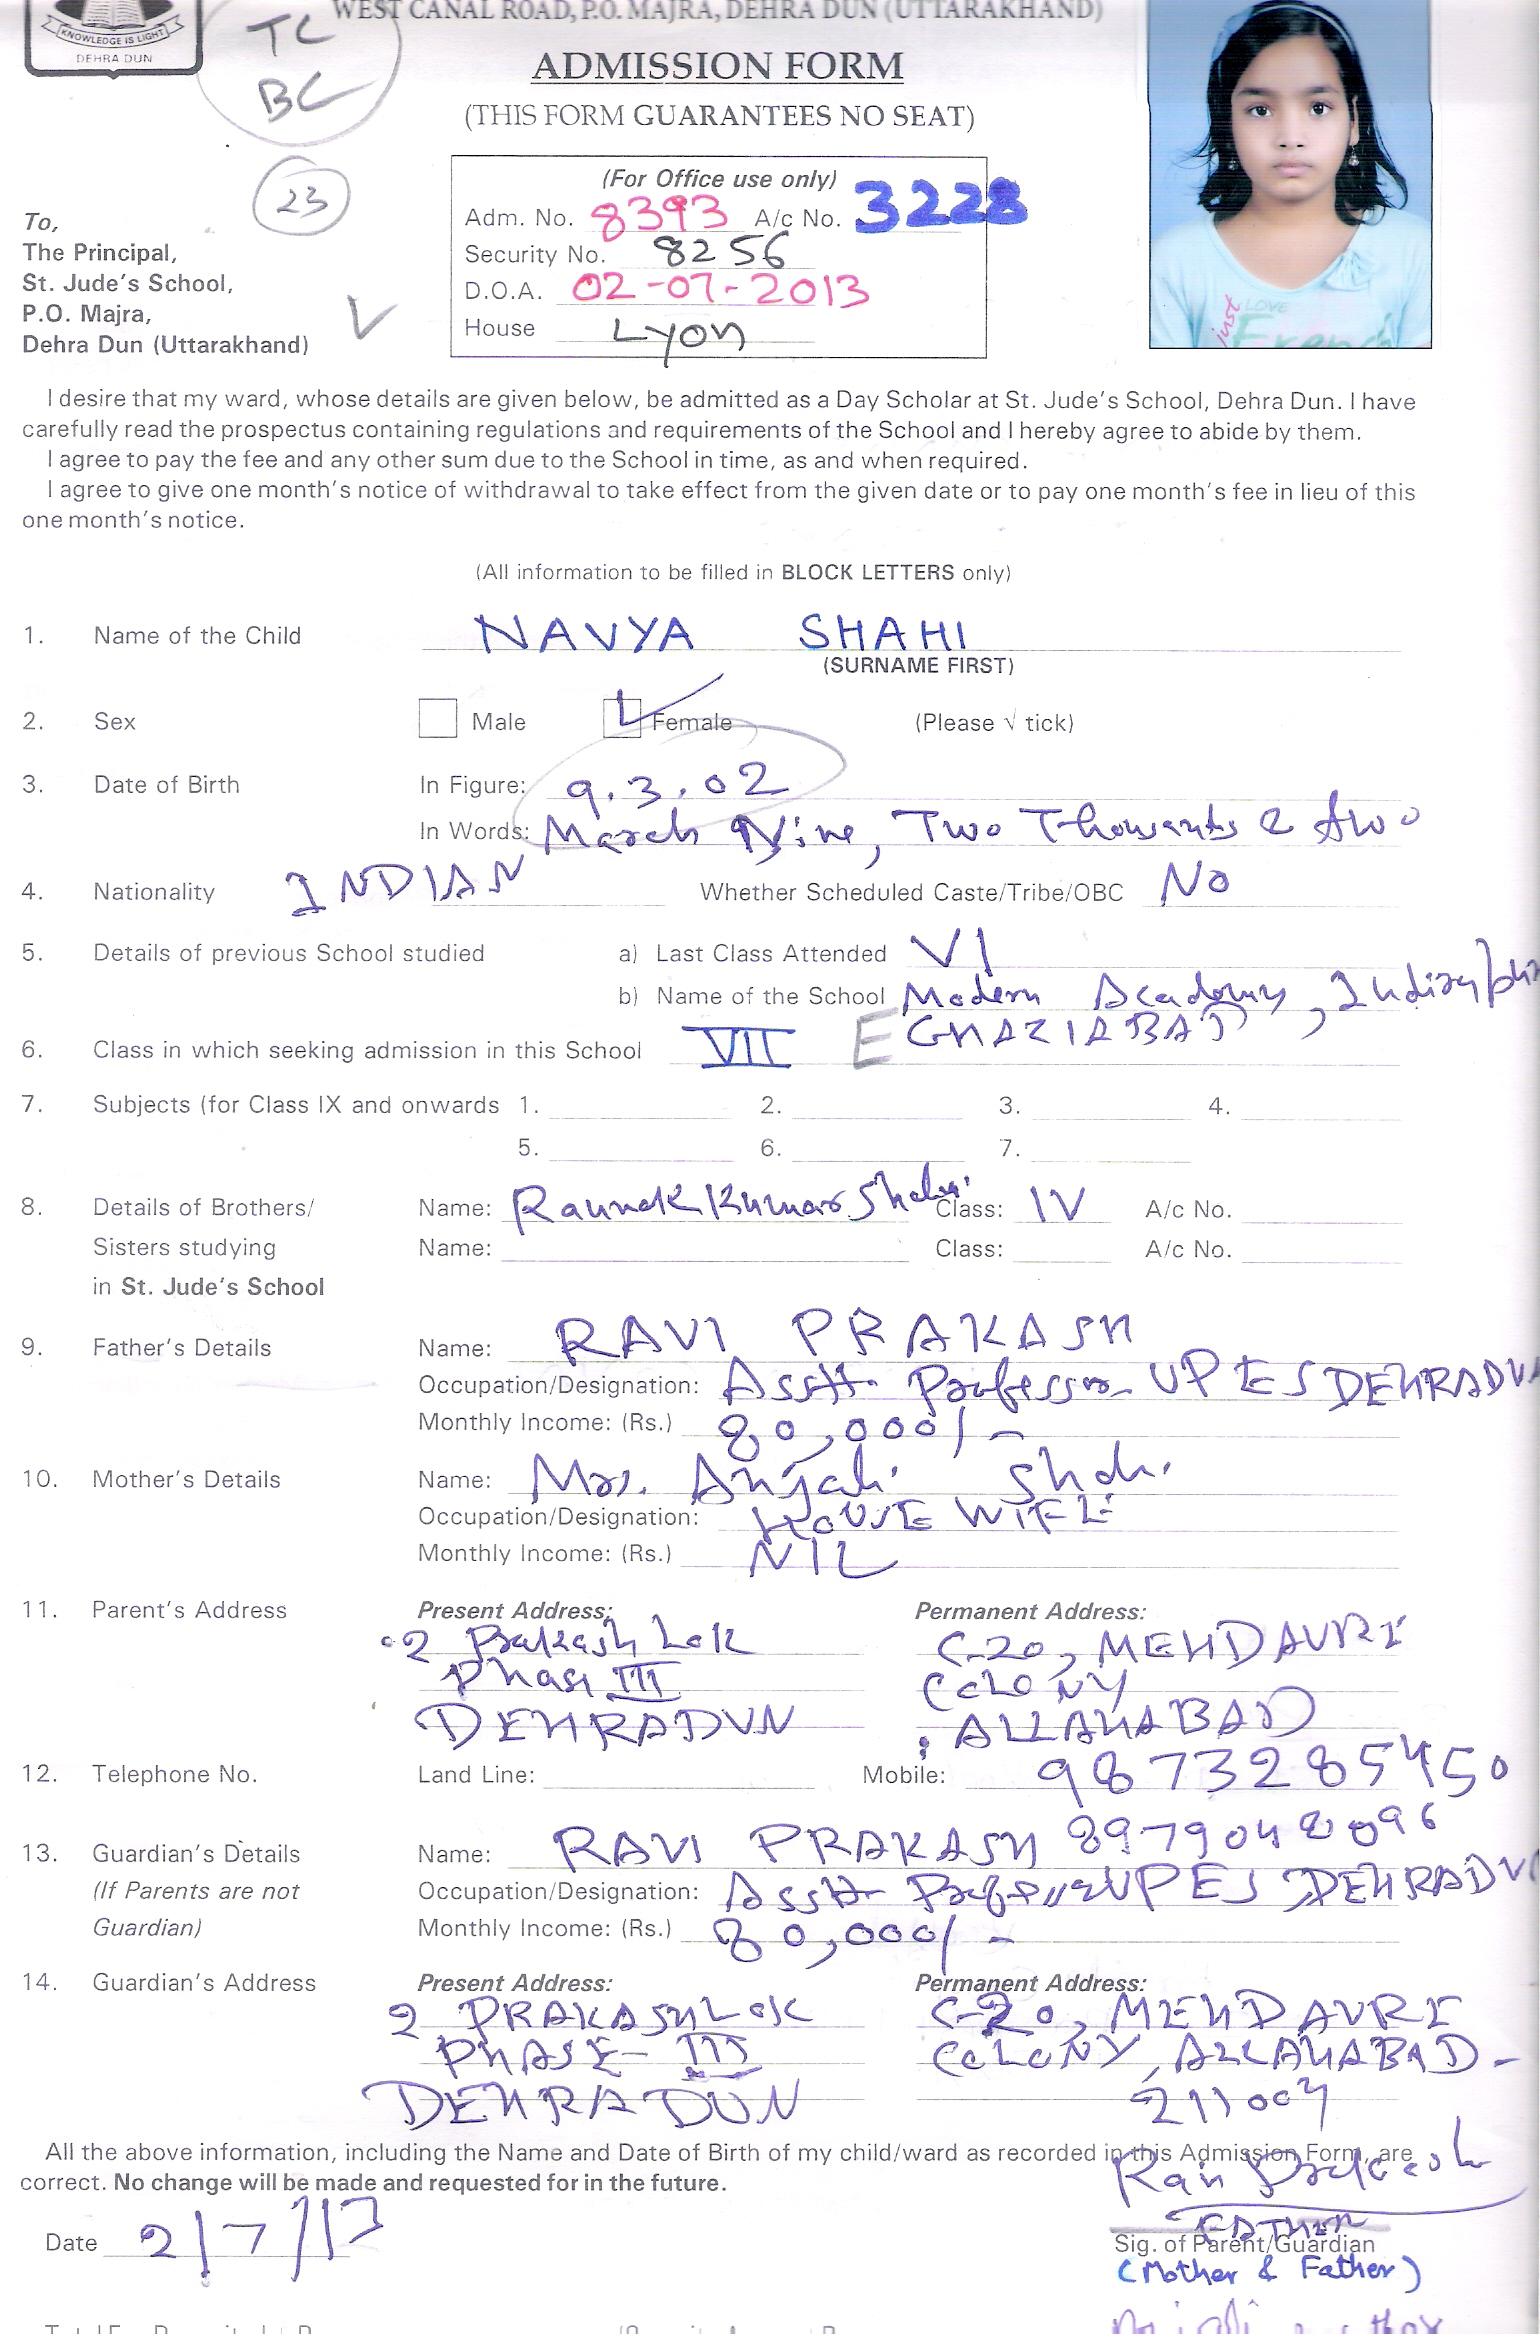 WEST CANAL ROAD, P.O. MAJRA, DEHRA DUN (UTTARAKHAND)
KNOWLEDGE IS LIGHT
DEHRA DUN
TC
BC
ADMISSION FORM
(THIS FORM GUARANTEES NO SEAT)
23
(For Office use only)
Adm. No. 8393 A/c No. 3228
Security No. 8256
D.O.A. 02-07-2013
House Lyon
To,
The Principal,
St. Jude's School,
P.O. Majra,
Dehra Dun (Uttarakhand)
just LOVE
I desire that my ward, whose details are given below, be admitted as a Day Scholar at St. Jude's School, Dehra Dun. I have
carefully read the prospectus containing regulations and requirements of the School and I hereby agree to abide by them.
I agree to pay the fee and any other sum due to the School in time, as and when required.
I agree to give one month's notice of withdrawal to take effect from the given date or to pay one month's fee in lieu of this
one month's notice.
(All information to be filled in BLOCK LETTERS only)
1. Name of the Child NAVYA SHAHI
(SURNAME FIRST)
2. Sex Male Female (Please √ tick)
3. Date of Birth In Figure: 9.3.02
In Words: March Nine, Two Thousands & two
4. Nationality INDIAN Whether Scheduled Caste/Tribe/OBC NO
5. Details of previous School studied a) Last Class Attended VI
b) Name of the School Modern Academy,
GHAZIABAD
6. Class in which seeking admission in this School VII E
7. Subjects (for Class IX and onwards 1. 2. 3. 4.
5. 6. 7.
8. Details of Brothers/ Name: Raunak Kumar Shahi Class: IV A/c No.
Sisters studying Name: Class: A/c No.
in St. Jude's School
9. Father's Details Name: RAVI PRAKASH
Occupation/Designation: Asstt. Professor UPES DEHRADUN
Monthly Income: (Rs.) 80,000/-
10. Mother's Details Name: Mrs. Anjali Shahi
Occupation/Designation: HOUSE WIFE
Monthly Income: (Rs.) NIL
11. Parent's Address Present Address: Permanent Address:
2 Prakash Lok C-20, MEHDAURI
Phase III COLONY
DEHRADUN ALLAHABAD
12. Telephone No. Land Line: Mobile: 9873285450
8979048096
13. Guardian's Details Name: RAVI PRAKASH
(If Parents are not Occupation/Designation: Asstt Professor UPES DEHRADUN
Guardian) Monthly Income: (Rs.) 80,000/-
14. Guardian's Address Present Address: Permanent Address:
2 PRAKASH LOK C-20, MEHDAURI
PHASE-III COLONY, ALLAHABAD-
DEHRADUN 211004
All the above information, including the Name and Date of Birth of my child/ward as recorded in this Admission Form, are
correct. No change will be made and requested for in the future.
Ravi Prakash
FATHER
Date 2/7/13 Sig. of Parent/Guardian
(Mother & Father)